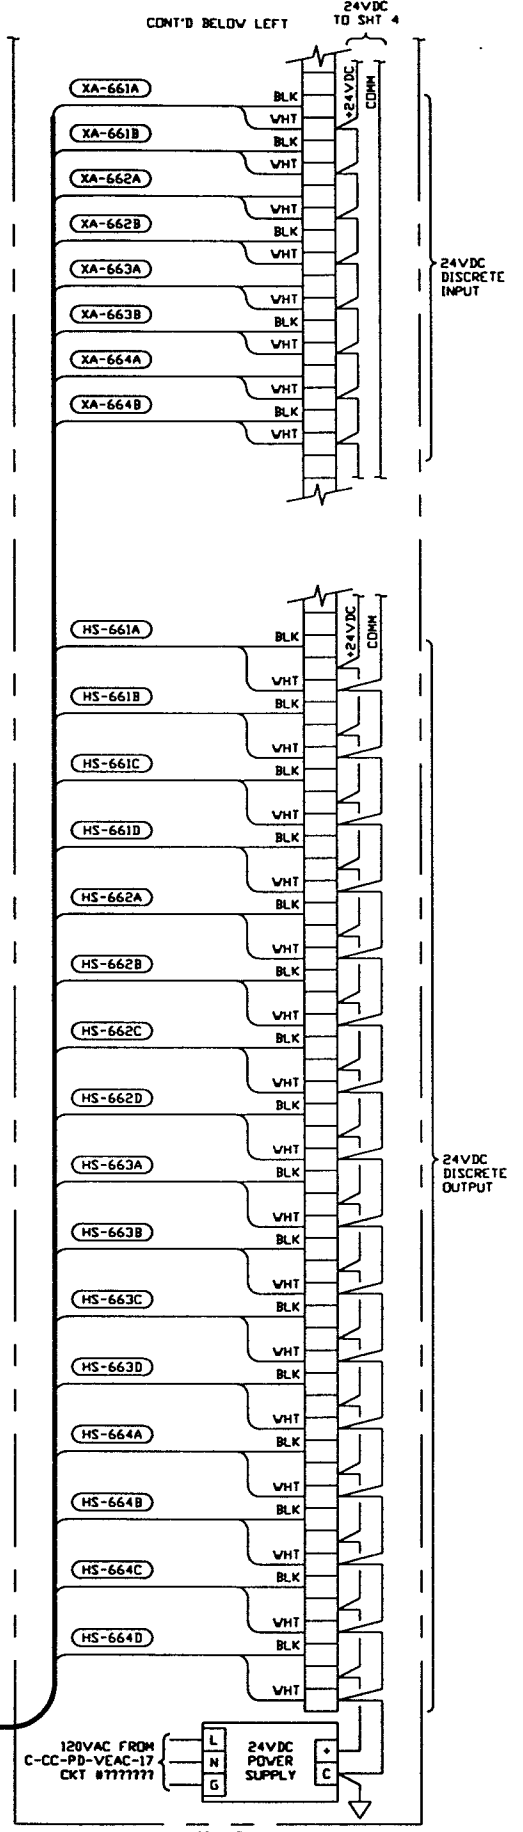 24VDC
TO SHT 4
CONT'D BELOW LEFT
+24VDC
COMM
XA-661A
BLK
WHT
XA-661B
BLK
WHT
XA-662A
WHT
XA-662B
BLK
WHT
XA-663A
WHT
XA-663B
BLK
WHT
XA-664A
WHT
XA-664B
BLK
WHT
24VDC
DISCRETE
INPUT
+24VDC
COMM
HS-661A
BLK
WHT
HS-661B
BLK
WHT
HS-661C
BLK
WHT
HS-661D
BLK
WHT
HS-662A
BLK
WHT
HS-662B
BLK
WHT
HS-662C
BLK
WHT
HS-662D
BLK
WHT
HS-663A
BLK
WHT
HS-663B
BLK
WHT
HS-663C
BLK
WHT
HS-663D
BLK
WHT
HS-664A
BLK
WHT
HS-664B
BLK
WHT
HS-664C
BLK
WHT
HS-664D
BLK
WHT
24VDC
DISCRETE
OUTPUT
120VAC FROM
C-CC-PD-VEAC-17
CKT #???????
L
N
G
24VDC
POWER
SUPPLY
+
C